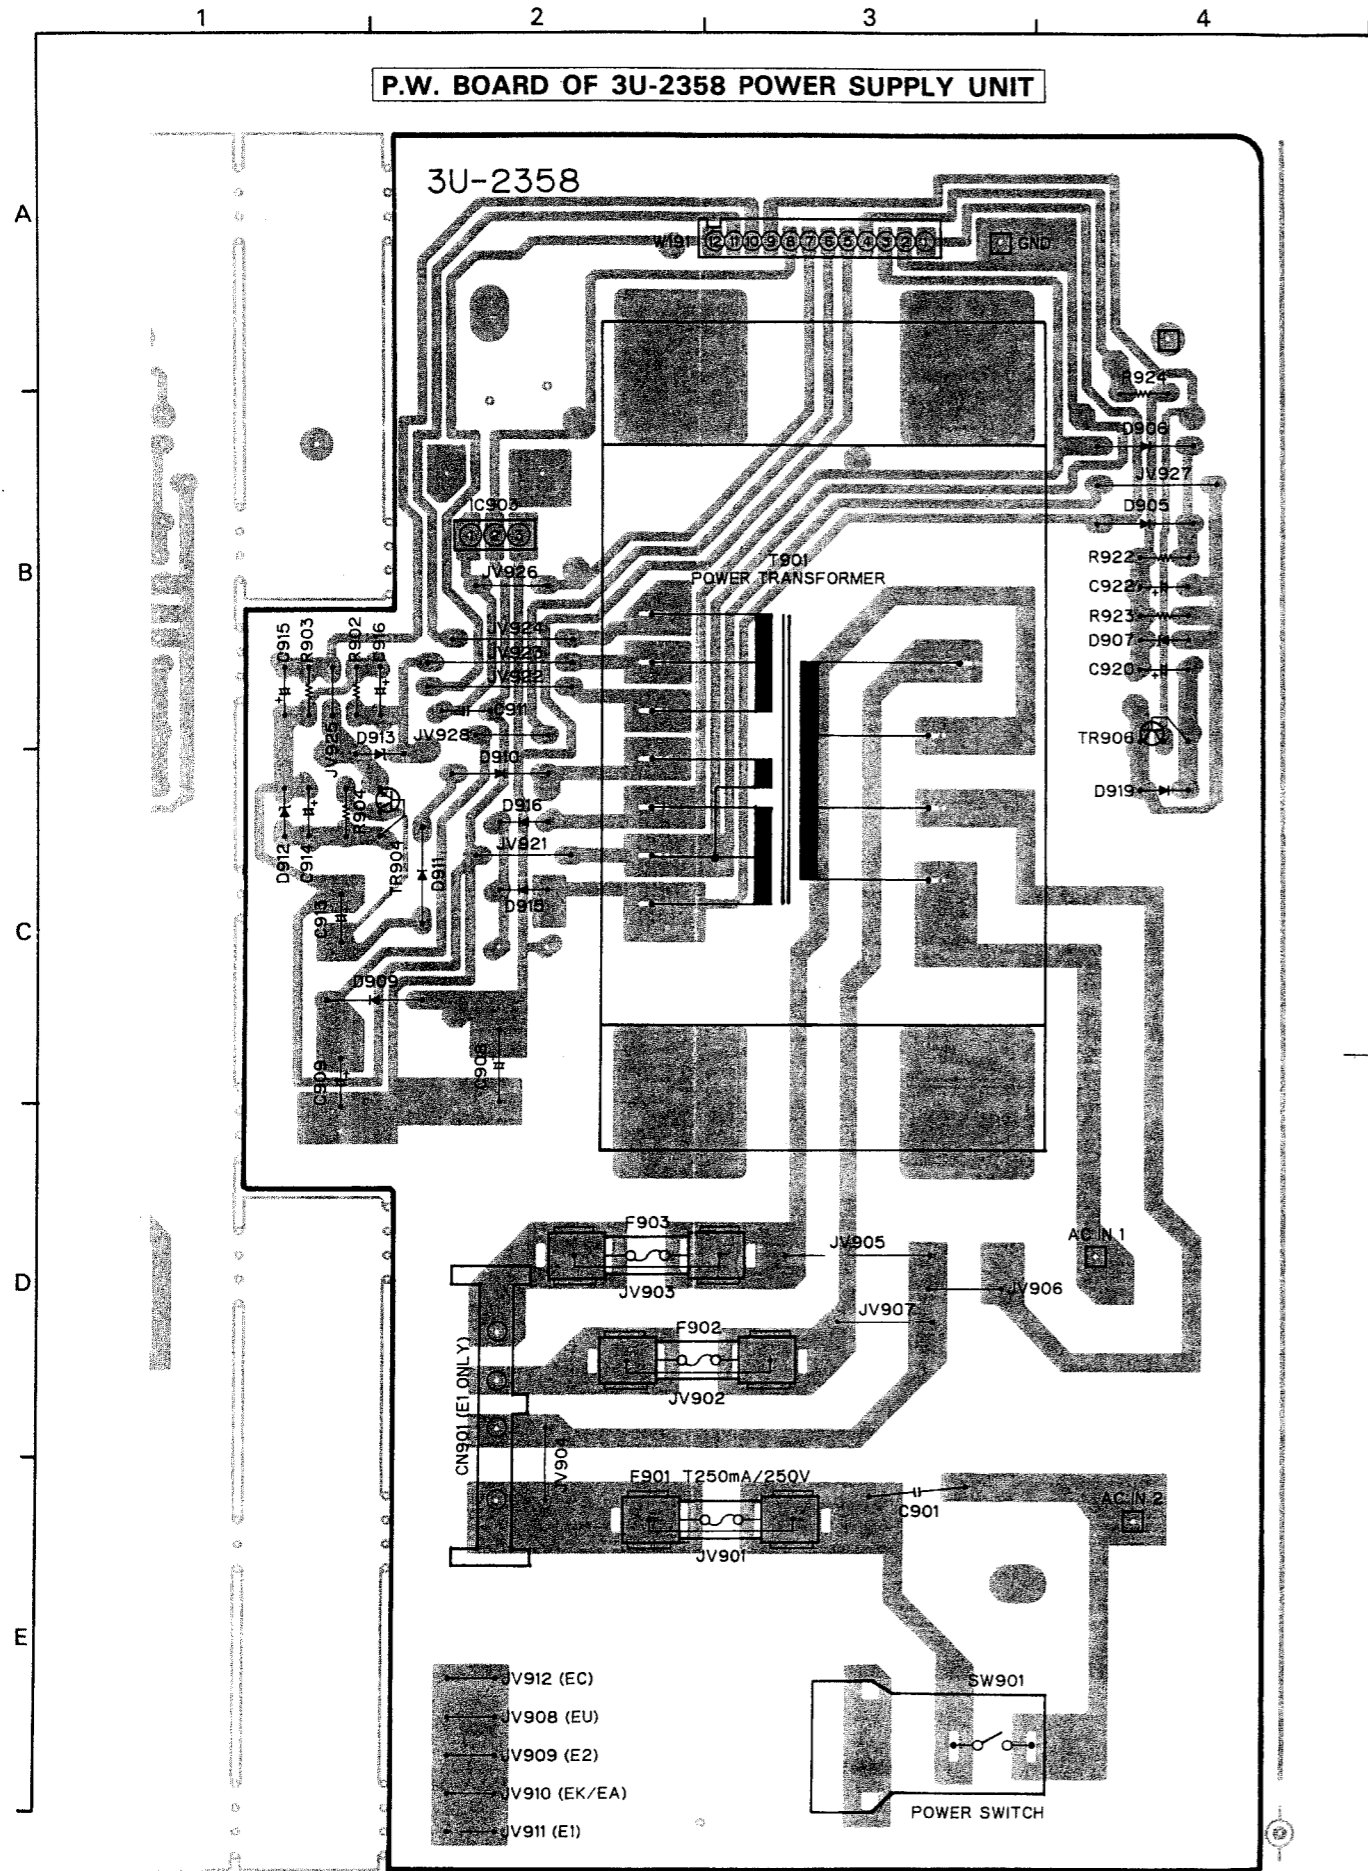 1 2 3 4
P.W. BOARD OF 3U-2358 POWER SUPPLY UNIT
3U-2358
A
W191
12 11 10 9 8 7 6 5 4 3 2 1
GND
R924
D906
JV927
D905
IC903
1 2 3
B
R922
T901
POWER TRANSFORMER
JV926
C922
R923
JV924
D907
C915
R903
R902
C916
JV923
C920
JV922
C911
JV928
TR906
D913
JV925
D910
D919
D916
R904
JV921
D912
C914
TR904
D911
D915
C913
C
D909
C908
C909
F903
AC IN 1
JV905
D
JV903
JV906
JV907
F902
CN901 (E1 ONLY)
JV902
JV904
F901 T250mA/250V
C901
AC IN 2
JV901
E
JV912 (EC)
SW901
JV908 (EU)
JV909 (E2)
JV910 (EK/EA)
POWER SWITCH
JV911 (E1)